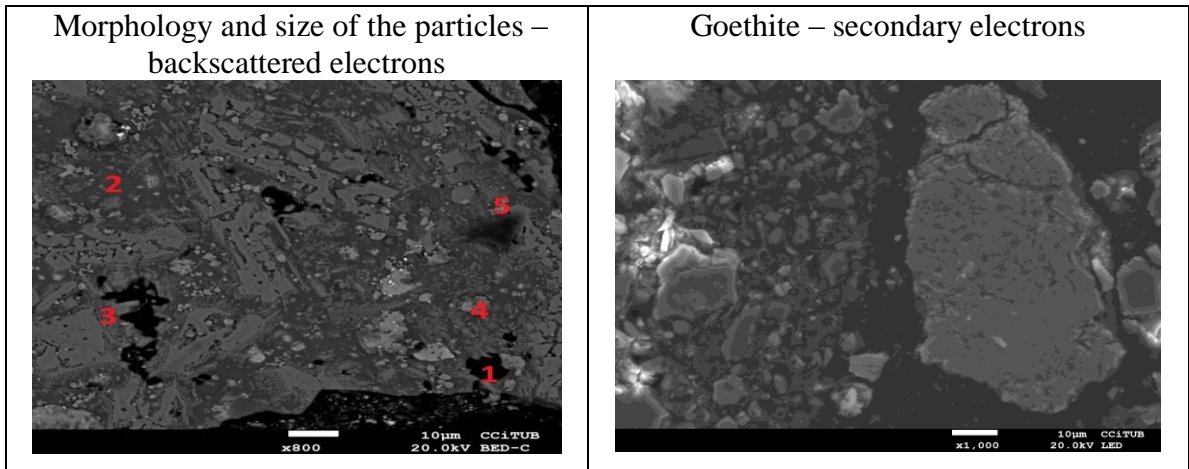 Morphology and size of the particles –
backscattered electrons
Goethite – secondary electrons
2
5
3
4
1
10µm CCiTUB
x800 20.0kV BED-C
10µm CCiTUB
x1,000 20.0kV LED